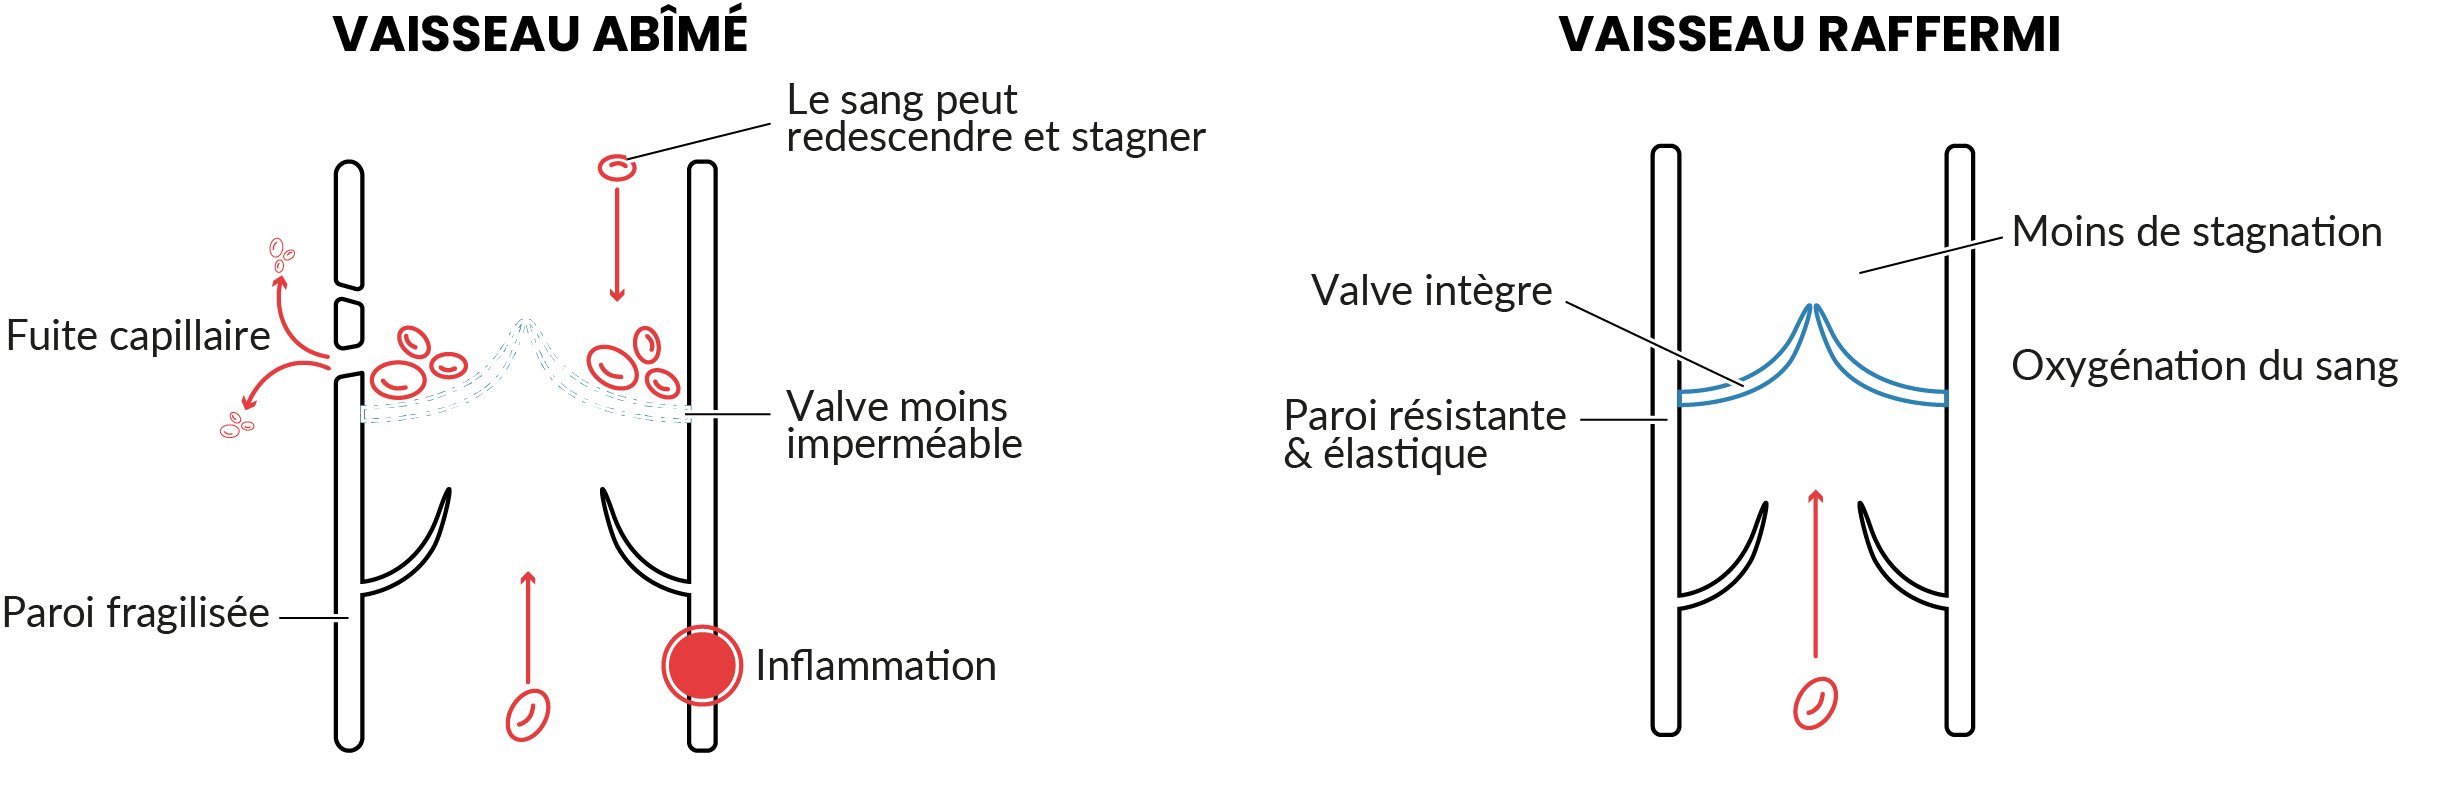 VAISSEAU ABÎMÉ
Le sang peut
redescendre et stagner
Fuite capillaire
Valve moins
imperméable
Paroi fragilisée
Inflammation
VAISSEAU RAFFERMI
Moins de stagnation
Valve intègre
Oxygénation du sang
Paroi résistante
& élastique